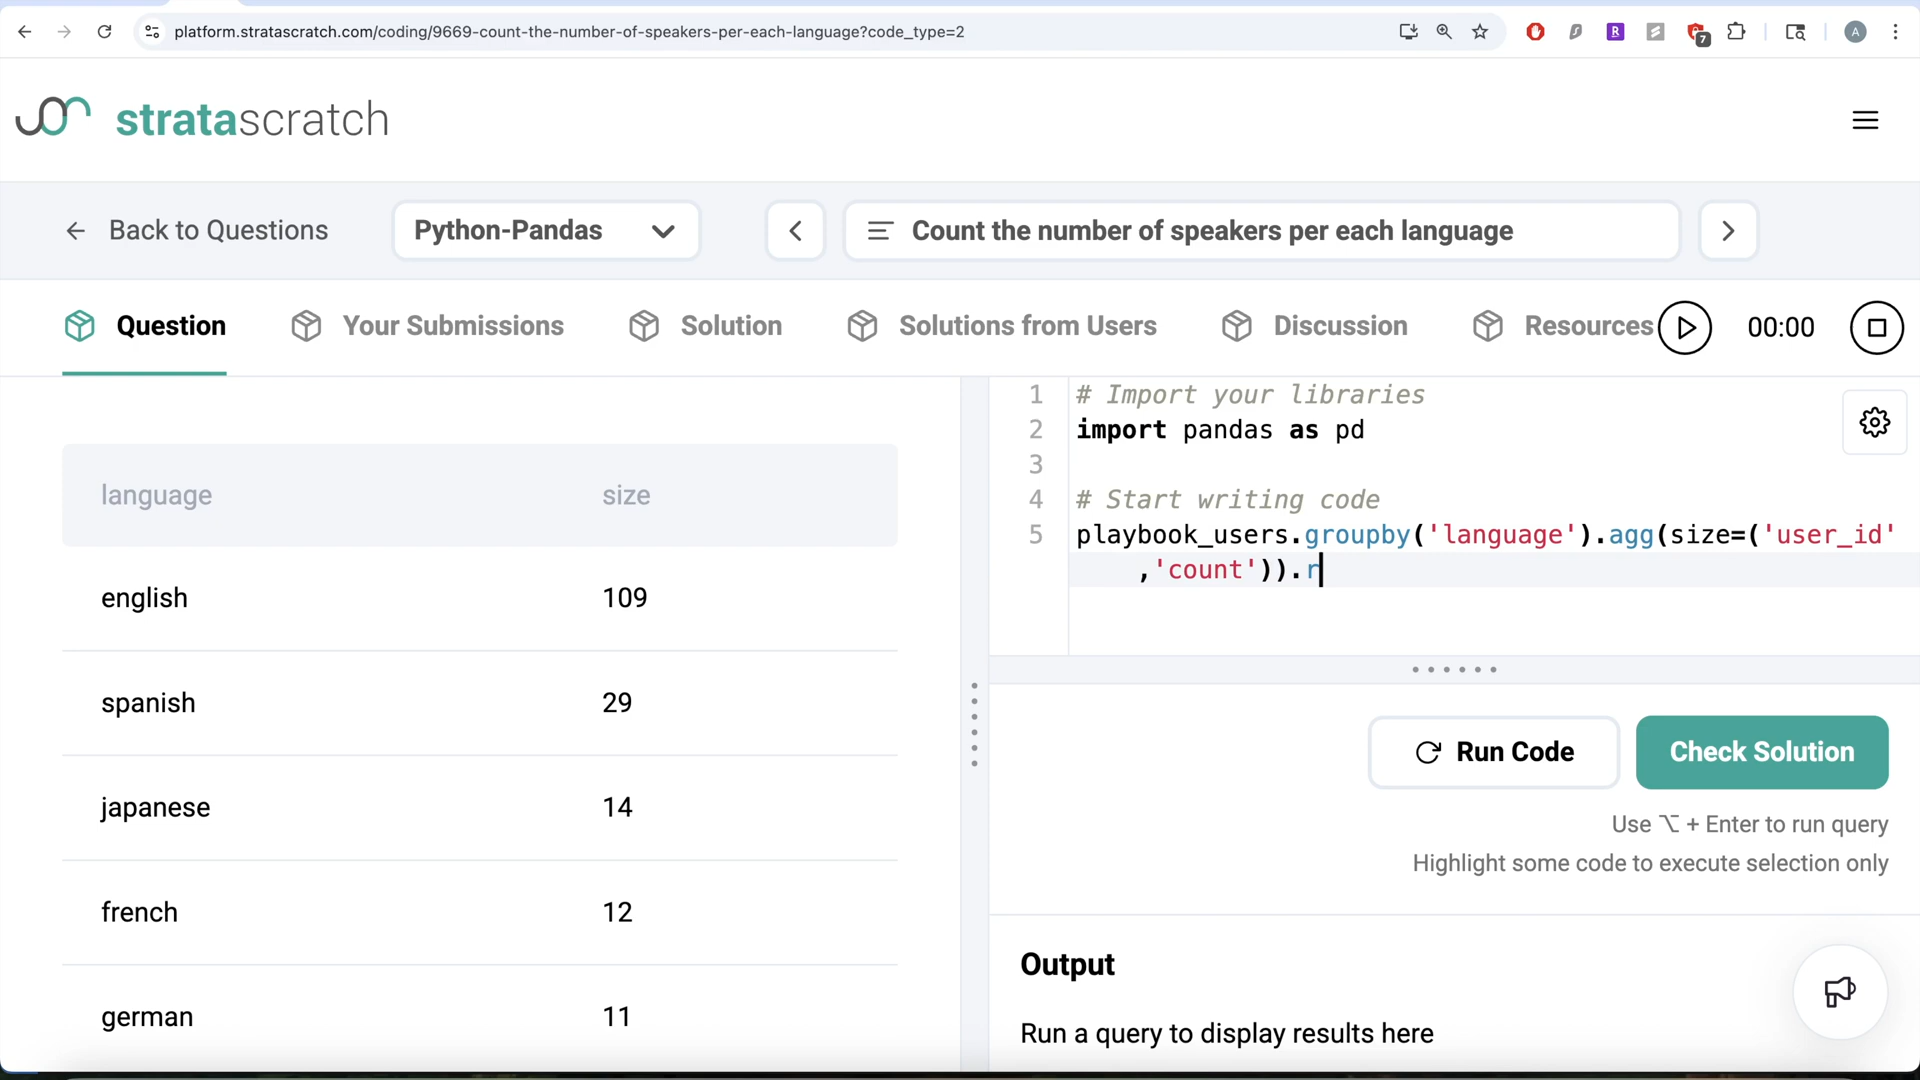 platform.stratascratch.com/coding/9669-count-the-number-of-speakers-per-each-language?code_type=2
R
7
A
stratascratch
Back to Questions
Python-Pandas
Count the number of speakers per each language
Question
Your Submissions
Solution
Solutions from Users
Discussion
Resources
00:00
language size
english 109
spanish 29
japanese 14
french 12
german 11
1 # Import your libraries
2 import pandas as pd
3
4 # Start writing code
5 playbook_users.groupby('language').agg(size=('user_id'
,'count')).r
Run Code
Check Solution
Use ⌥ + Enter to run query
Highlight some code to execute selection only
Output
Run a query to display results here